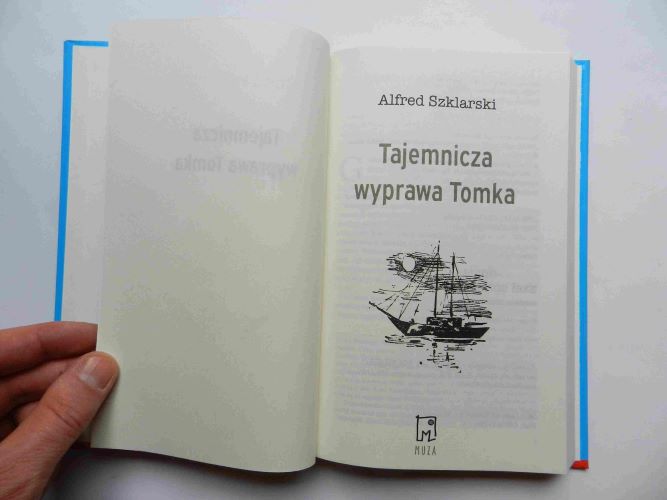 Alfred Szklarski
Tajemnicza
wyprawa Tomka
MUZA